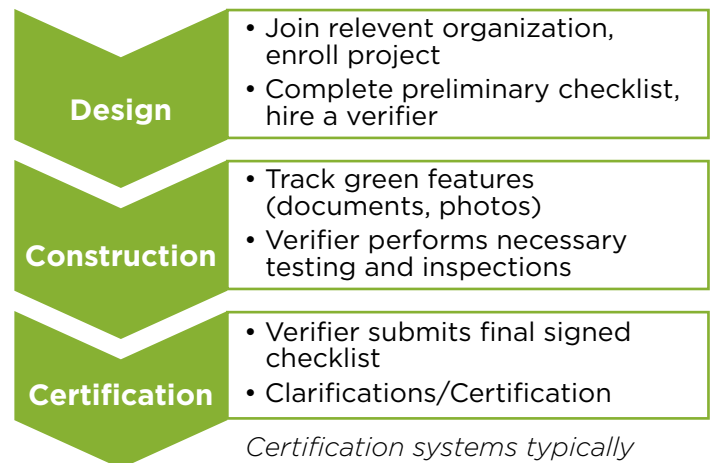 Design
• Join relevent organization,
enroll project
• Complete preliminary checklist,
hire a verifier
Construction
• Track green features
(documents, photos)
• Verifier performs necessary
testing and inspections
Certification
• Verifier submits final signed
checklist
• Clarifications/Certification
Certification systems typically